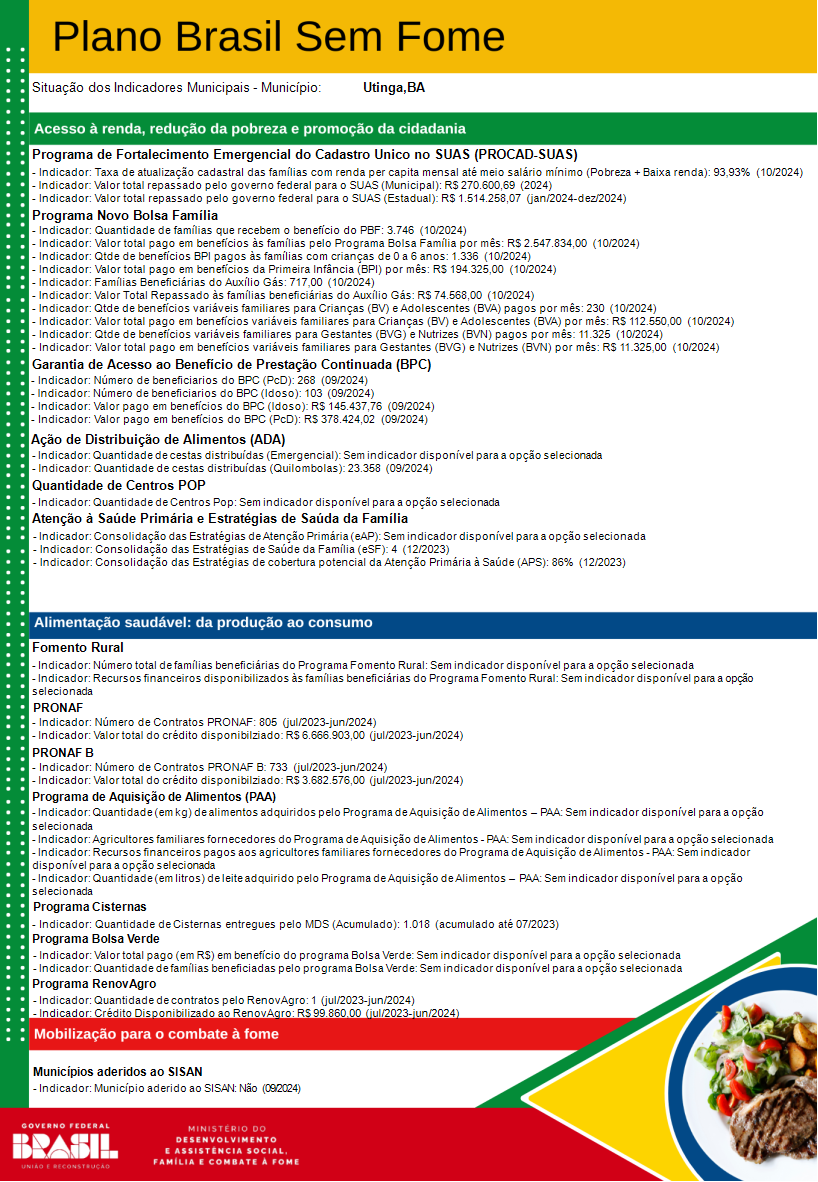 Plano Brasil Sem Fome
Situação dos Indicadores Municipais - Município: Utinga,BA
Acesso à renda, redução da pobreza e promoção da cidadania
Programa de Fortalecimento Emergencial do Cadastro Unico no SUAS (PROCAD-SUAS)
- Indicador: Taxa de atualização cadastral das famílias com renda per capita mensal até meio salário mínimo (Pobreza + Baixa renda): 93,93% (10/2024)
- Indicador: Valor total repassado pelo governo federal para o SUAS (Municipal): R$ 270.600,69 (2024)
- Indicador: Valor total repassado pelo governo federal para o SUAS (Estadual): R$ 1.514.258,07 (jan/2024-dez/2024)
Programa Novo Bolsa Família
- Indicador: Quantidade de famílias que recebem o benefício do PBF: 3.746 (10/2024)
- Indicador: Valor total pago em benefícios às famílias pelo Programa Bolsa Família por mês: R$ 2.547.834,00 (10/2024)
- Indicador: Qtde de benefícios BPI pagos às famílias com crianças de 0 a 6 anos: 1.336 (10/2024)
- Indicador: Valor total pago em benefícios da Primeira Infância (BPI) por mês: R$ 194.325,00 (10/2024)
- Indicador: Famílias Beneficiárias do Auxílio Gás: 717,00 (10/2024)
- Indicador: Valor Total Repassado às famílias beneficiárias do Auxílio Gás: R$ 74.568,00 (10/2024)
- Indicador: Qtde de benefícios variáveis familiares para Crianças (BV) e Adolescentes (BVA) pagos por mês: 230 (10/2024)
- Indicador: Valor total pago em benefícios variáveis familiares para Crianças (BV) e Adolescentes (BVA) por mês: R$ 112.550,00 (10/2024)
- Indicador: Qtde de benefícios variáveis familiares para Gestantes (BVG) e Nutrizes (BVN) pagos por mês: 11.325 (10/2024)
- Indicador: Valor total pago em benefícios variáveis familiares para Gestantes (BVG) e Nutrizes (BVN) por mês: R$ 11.325,00 (10/2024)
Garantia de Acesso ao Benefício de Prestação Continuada (BPC)
- Indicador: Número de beneficiarios do BPC (PcD): 268 (09/2024)
- Indicador: Número de beneficiarios do BPC (Idoso): 103 (09/2024)
- Indicador: Valor pago em benefícios do BPC (Idoso): R$ 145.437,76 (09/2024)
- Indicador: Valor pago em benefícios do BPC (PcD): R$ 378.424,02 (09/2024)
Ação de Distribuição de Alimentos (ADA)
- Indicador: Quantidade de cestas distribuídas (Emergencial): Sem indicador disponível para a opção selecionada
- Indicador: Quantidade de cestas distribuídas (Quilombolas): 23.358 (09/2024)
Quantidade de Centros POP
- Indicador: Quantidade de Centros Pop: Sem indicador disponível para a opção selecionada
Atenção à Saúde Primária e Estratégias de Saúda da Família
- Indicador: Consolidação das Estratégias de Atenção Primária (eAP): Sem indicador disponível para a opção selecionada
- Indicador: Consolidação das Estratégias de Saúde da Família (eSF): 4 (12/2023)
- Indicador: Consolidação das Estratégias de cobertura potencial da Atenção Primária à Saúde (APS): 86% (12/2023)
Alimentação saudável: da produção ao consumo
Fomento Rural
- Indicador: Número total de famílias beneficiárias do Programa Fomento Rural: Sem indicador disponível para a opção selecionada
- Indicador: Recursos financeiros disponibilizados às famílias beneficiárias do Programa Fomento Rural: Sem indicador disponível para a opção
selecionada
PRONAF
- Indicador: Número de Contratos PRONAF: 805 (jul/2023-jun/2024)
- Indicador: Valor total do crédito disponibilziado: R$ 6.666.903,00 (jul/2023-jun/2024)
PRONAF B
- Indicador: Número de Contratos PRONAF B: 733 (jul/2023-jun/2024)
- Indicador: Valor total do crédito disponibilziado: R$ 3.682.576,00 (jul/2023-jun/2024)
Programa de Aquisição de Alimentos (PAA)
- Indicador: Quantidade (em kg) de alimentos adquiridos pelo Programa de Aquisição de Alimentos – PAA: Sem indicador disponível para a opção
selecionada
- Indicador: Agricultores familiares fornecedores do Programa de Aquisição de Alimentos - PAA: Sem indicador disponível para a opção selecionada
- Indicador: Recursos financeiros pagos aos agricultores familiares fornecedores do Programa de Aquisição de Alimentos - PAA: Sem indicador
disponível para a opção selecionada
- Indicador: Quantidade (em litros) de leite adquirido pelo Programa de Aquisição de Alimentos – PAA: Sem indicador disponível para a opção
selecionada
Programa Cisternas
- Indicador: Quantidade de Cisternas entregues pelo MDS (Acumulado): 1.018 (acumulado até 07/2023)
Programa Bolsa Verde
- Indicador: Valor total pago (em R$) em benefício do programa Bolsa Verde: Sem indicador disponível para a opção selecionada
- Indicador: Quantidade de famílias beneficiadas pelo programa Bolsa Verde: Sem indicador disponível para a opção selecionada
Programa RenovAgro
- Indicador: Quantidade de contratos pelo RenovAgro: 1 (jul/2023-jun/2024)
- Indicador: Crédito Disponibilizado ao RenovAgro: R$ 99.860,00 (jul/2023-jun/2024)
Mobilização para o combate à fome
Municípios aderidos ao SISAN
- Indicador: Município aderido ao SISAN: Não (09/2024)
GOVERNO FEDERAL
BRASIL
UNIÃO E RECONSTRUÇÃO
MINISTÉRIO DO
DESENVOLVIMENTO
E ASSISTÊNCIA SOCIAL,
FAMÍLIA E COMBATE À FOME